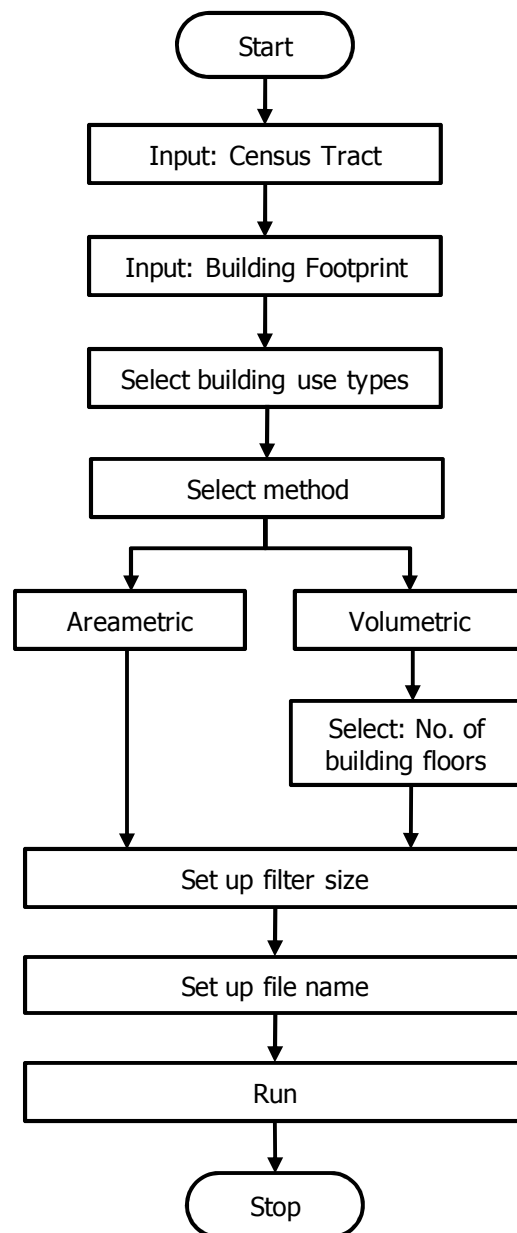 Start
Input: Census Tract
Input: Building Footprint
Select building use types
Select method
Areametric
Volumetric
Select: No. of
building floors
Set up filter size
Set up file name
Run
Stop